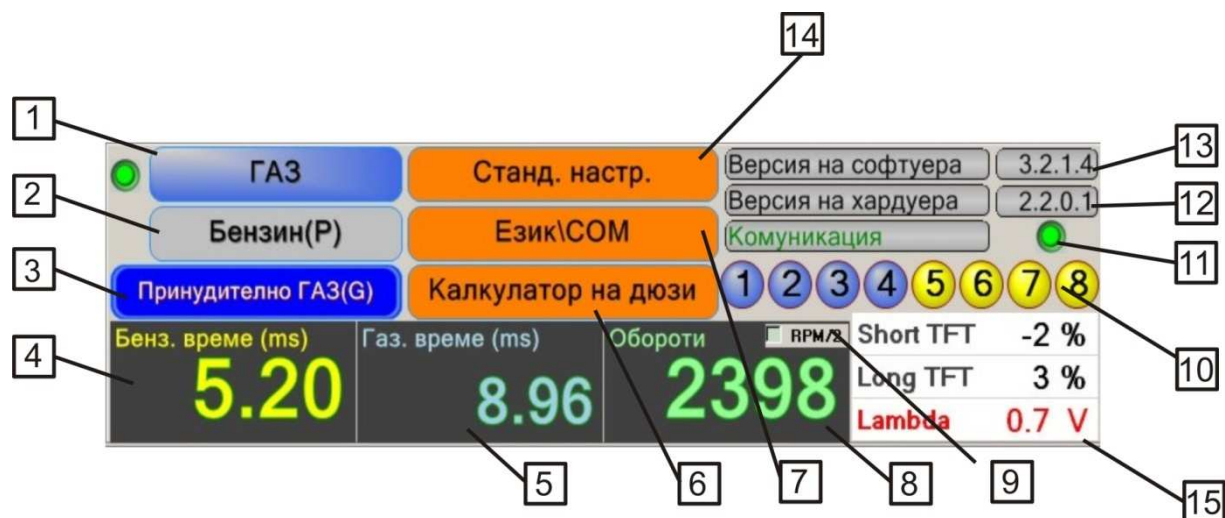 14
1
ГАЗ
Станд. настр.
Версия на софтуера
3.2.1.4
13
2
Бензин(P)
Език\COM
Версия на хардуера
2.2.0.1
12
Комуникация
11
3
Принудително ГАЗ(G)
Калкулатор на дюзи
1 2 3 4 5 6 7 8
10
4
Бенз. време (ms)
Газ. време (ms)
Обороти
RPM/2
5.20
8.96
2398
Short TFT -2 %
Long TFT 3 %
Lambda 0.7 V
5
6
7
8
9
15